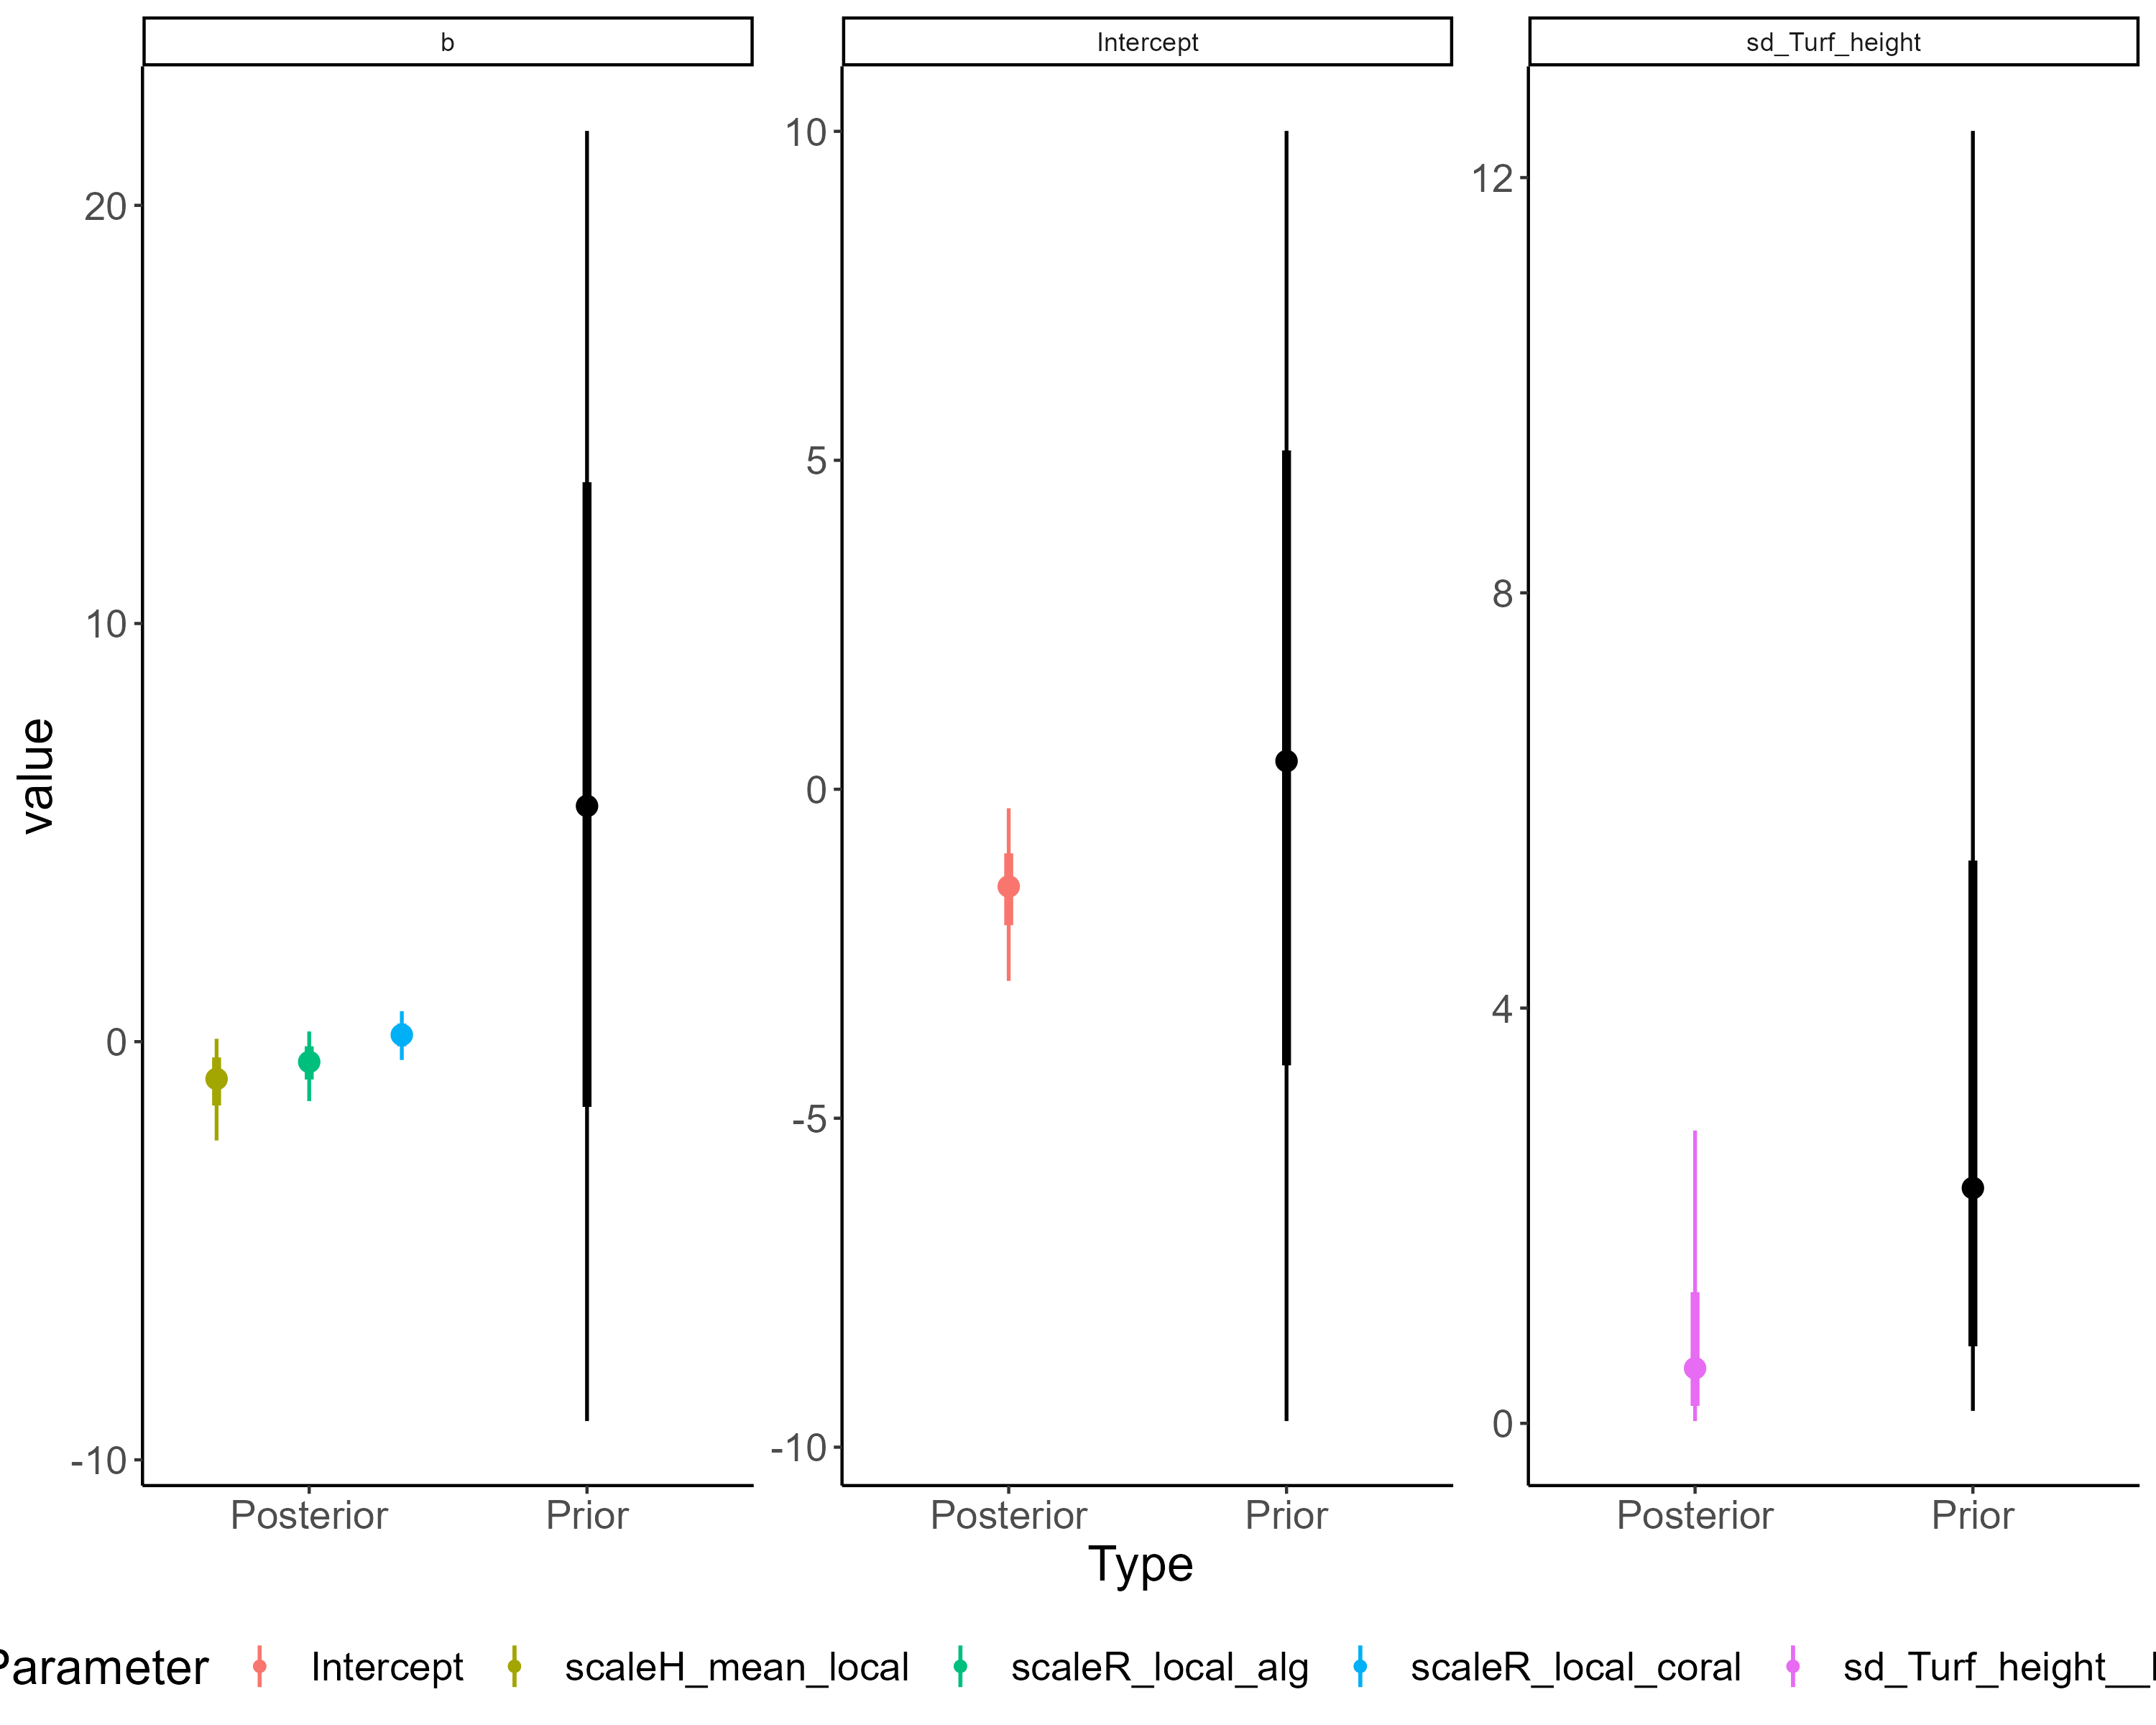 b
Intercept
sd_Turf_height
value
20
10
0
-10
10
5
0
-5
-10
12
8
4
0
Posterior
Prior
Posterior
Prior
Posterior
Prior
Type
Parameter
Intercept
scaleH_mean_local
scaleR_local_alg
scaleR_local_coral
sd_Turf_height__